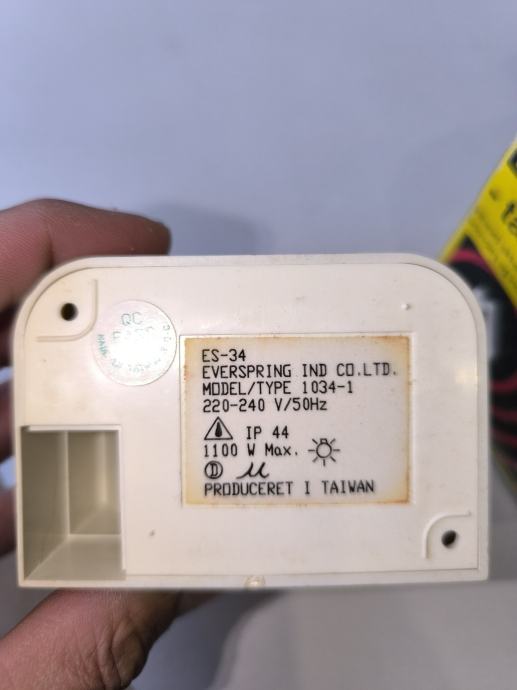 ES-34
EVERSPRING IND CO.LTD.
MODEL/TYPE 1034-1
220-240 V/50Hz
IP 44
1100 W Max.
D µ
PRODUCERET I TAIWAN
QC